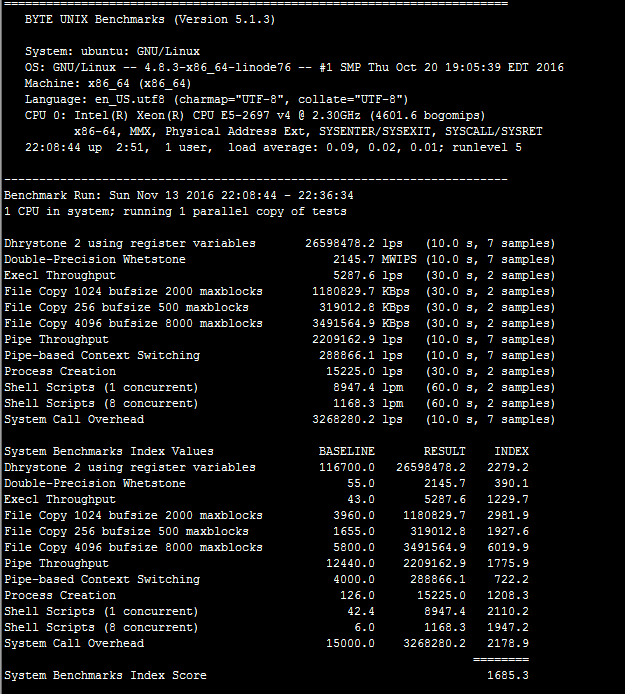 ========================================================================
   BYTE UNIX Benchmarks (Version 5.1.3)

   System: ubuntu: GNU/Linux
   OS: GNU/Linux -- 4.8.3-x86_64-linode76 -- #1 SMP Thu Oct 20 19:05:39 EDT 2016
   Machine: x86_64 (x86_64)
   Language: en_US.utf8 (charmap="UTF-8", collate="UTF-8")
   CPU 0: Intel(R) Xeon(R) CPU E5-2697 v4 @ 2.30GHz (4601.6 bogomips)
          x86-64, MMX, Physical Address Ext, SYSENTER/SYSEXIT, SYSCALL/SYSRET
   22:08:44 up  2:51,  1 user,  load average: 0.09, 0.02, 0.01; runlevel 5

------------------------------------------------------------------------
Benchmark Run: Sun Nov 13 2016 22:08:44 - 22:36:34
1 CPU in system; running 1 parallel copy of tests

Dhrystone 2 using register variables       26598478.2 lps   (10.0 s, 7 samples)
Double-Precision Whetstone                     2145.7 MWIPS (10.0 s, 7 samples)
Execl Throughput                               5287.6 lps   (30.0 s, 2 samples)
File Copy 1024 bufsize 2000 maxblocks       1180829.7 KBps  (30.0 s, 2 samples)
File Copy 256 bufsize 500 maxblocks          319012.8 KBps  (30.0 s, 2 samples)
File Copy 4096 bufsize 8000 maxblocks       3491564.9 KBps  (30.0 s, 2 samples)
Pipe Throughput                             2209162.9 lps   (10.0 s, 7 samples)
Pipe-based Context Switching                 288866.1 lps   (10.0 s, 7 samples)
Process Creation                              15225.0 lps   (30.0 s, 2 samples)
Shell Scripts (1 concurrent)                   8947.4 lpm   (60.0 s, 2 samples)
Shell Scripts (8 concurrent)                   1168.3 lpm   (60.0 s, 2 samples)
System Call Overhead                        3268280.2 lps   (10.0 s, 7 samples)

System Benchmarks Index Values               BASELINE       RESULT    INDEX
Dhrystone 2 using register variables         116700.0   26598478.2   2279.2
Double-Precision Whetstone                       55.0       2145.7    390.1
Execl Throughput                                 43.0       5287.6   1229.7
File Copy 1024 bufsize 2000 maxblocks          3960.0    1180829.7   2981.9
File Copy 256 bufsize 500 maxblocks            1655.0     319012.8   1927.6
File Copy 4096 bufsize 8000 maxblocks          5800.0    3491564.9   6019.9
Pipe Throughput                               12440.0    2209162.9   1775.9
Pipe-based Context Switching                   4000.0     288866.1    722.2
Process Creation                                126.0      15225.0   1208.3
Shell Scripts (1 concurrent)                     42.4       8947.4   2110.2
Shell Scripts (8 concurrent)                      6.0       1168.3   1947.2
System Call Overhead                          15000.0    3268280.2   2178.9
                                                                   ========
System Benchmarks Index Score                                        1685.3